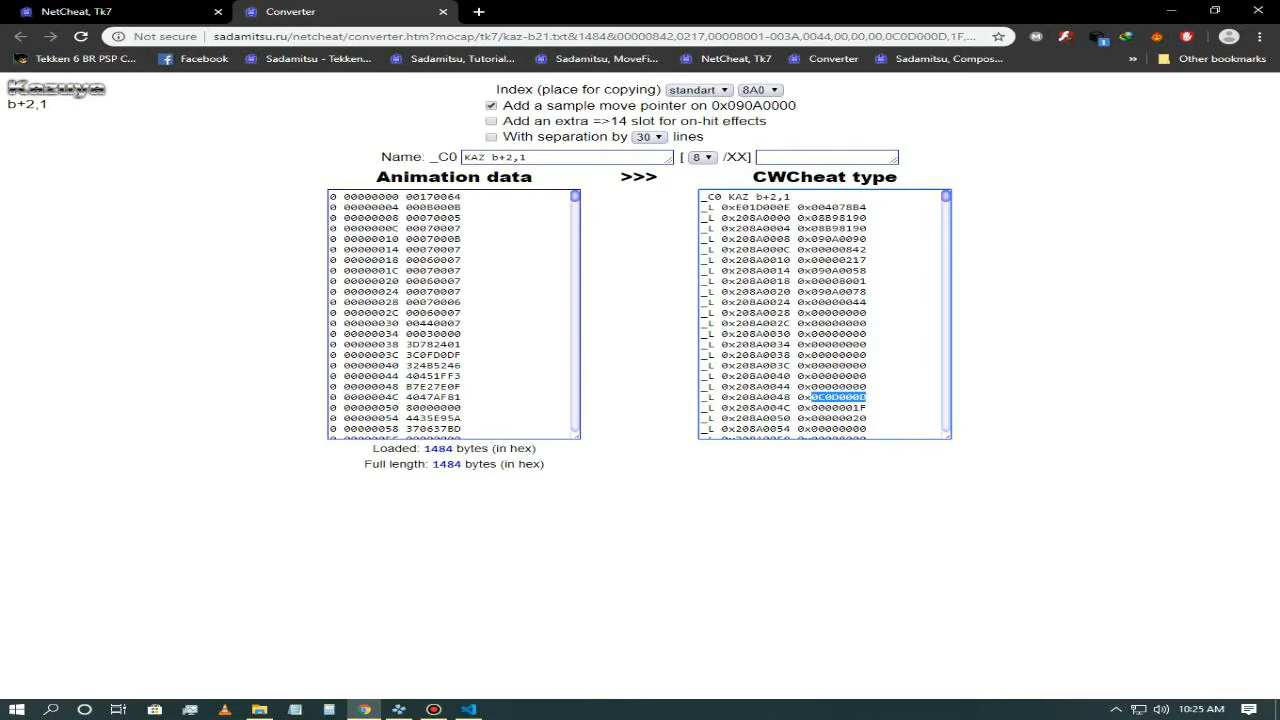 NetCheat, Tk7
Converter
Not secure
sadamitsu.ru/netcheat/converter.htm?mocap/tk7/kaz-b21.txt&1484&00000842,0217,00008001-003A,0044,00,00,00,0C0D000D,1F,...
Tekken 6 BR PSP C...
Facebook
Sadamitsu - Tekken...
Sadamitsu, Tutorial...
Sadamitsu, MoveFi...
NetCheat, Tk7
Converter
Sadamitsu, Compos...
»
Other bookmarks
Kazuya
b+2,1
Index (place for copying) standart 8A0
Add a sample move pointer on 0x090A0000
Add an extra =>14 slot for on-hit effects
With separation by 30 lines
Name: _C0 KAZ b+2,1 [ 8 /XX]
Animation data >>> CWCheat type
0 00000000 00170064
0 00000004 000B000B
0 00000008 00070005
0 0000000C 00070007
0 00000010 0007000B
0 00000014 00070007
0 00000018 00060007
0 0000001C 00070007
0 00000020 00060007
0 00000024 00070007
0 00000028 00070006
0 0000002C 00060007
0 00000030 00440007
0 00000034 00030000
0 00000038 3D782401
0 0000003C 3C0FD0DF
0 00000040 324B5246
0 00000044 40451FF3
0 00000048 B7E27E0F
0 0000004C 4047AF81
0 00000050 80000000
0 00000054 4435E95A
0 00000058 370637BD
_C0 KAZ b+2,1
_L 0xE01D000E 0x004078B4
_L 0x208A0000 0x08B98190
_L 0x208A0004 0x08B98190
_L 0x208A0008 0x090A0090
_L 0x208A000C 0x00000842
_L 0x208A0010 0x00000217
_L 0x208A0014 0x090A0058
_L 0x208A0018 0x00008001
_L 0x208A0020 0x090A0078
_L 0x208A0024 0x00000044
_L 0x208A0028 0x00000000
_L 0x208A002C 0x00000000
_L 0x208A0030 0x00000000
_L 0x208A0034 0x00000000
_L 0x208A0038 0x00000000
_L 0x208A003C 0x00000000
_L 0x208A0040 0x00000000
_L 0x208A0044 0x00000000
_L 0x208A0048 0x0C0D000D
_L 0x208A004C 0x0000001F
_L 0x208A0050 0x00000020
_L 0x208A0054 0x00000000
Loaded: 1484 bytes (in hex)
Full length: 1484 bytes (in hex)
10:25 AM